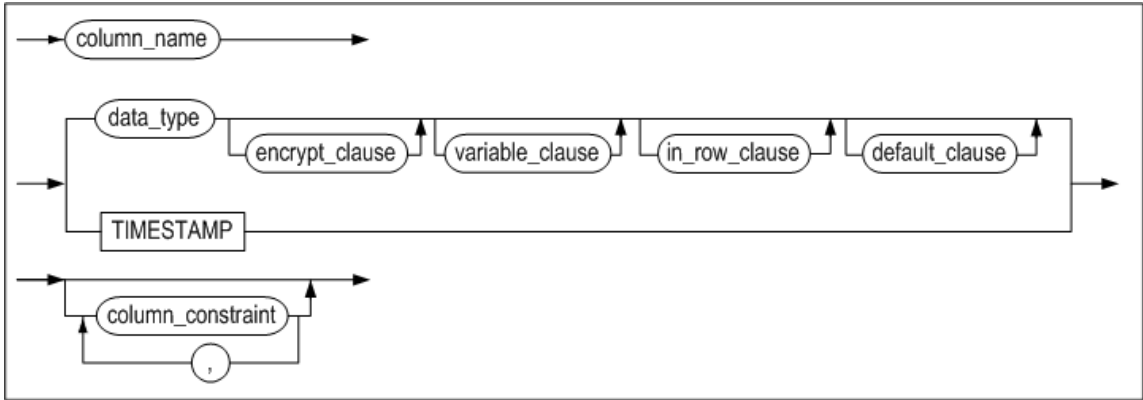 column_name
data_type
encrypt_clause variable_clause in_row_clause default_clause
TIMESTAMP
column_constraint
,